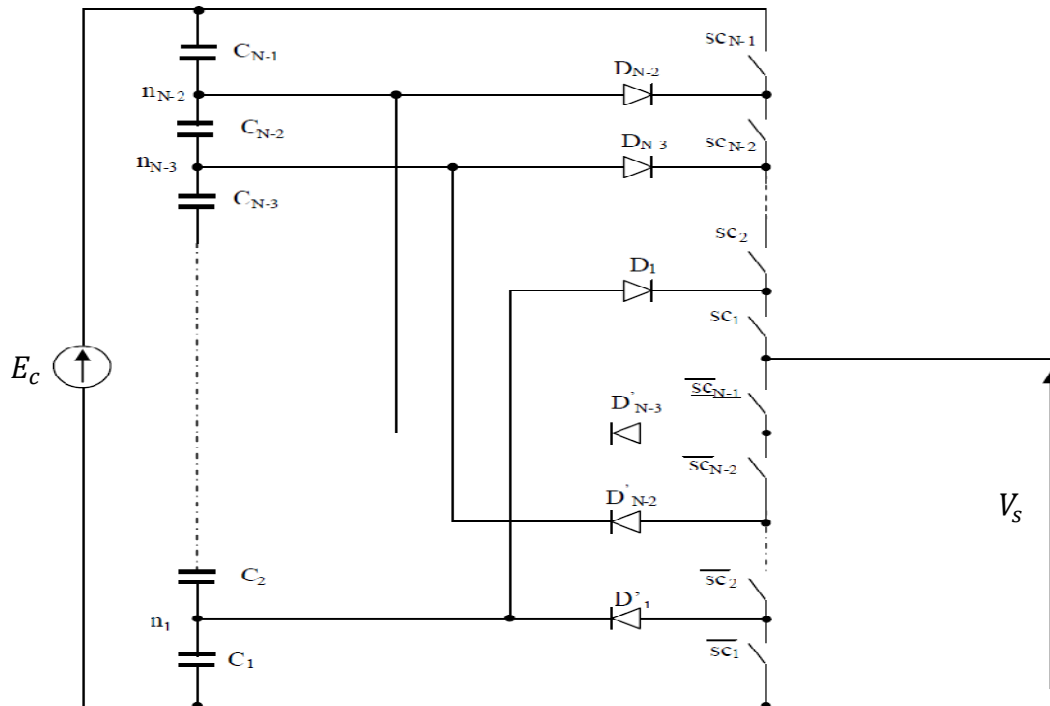 C_{N-1}
sc_{N-1}
D_{N-2}
n_{N-2}
C_{N-2}
sc_{N-2}
D_{N-3}
n_{N-3}
C_{N-3}
sc_2
D_1
sc_1
E_c
\overline{sc}_{N-1}
D'_{N-3}
\overline{sc}_{N-2}
D'_{N-2}
V_s
C_2
\overline{sc}_2
D'_1
n_1
C_1
\overline{sc}_1